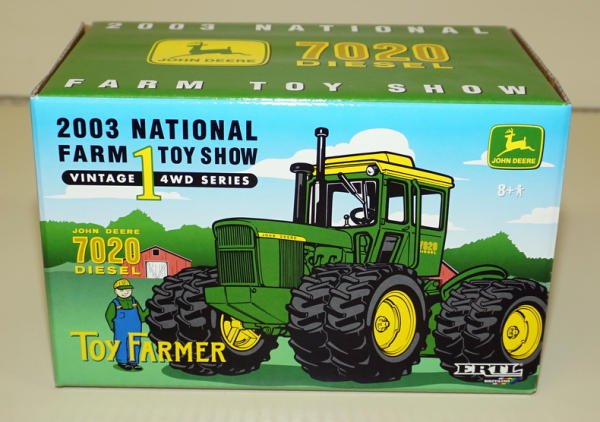 2003 NATIONAL
JOHN DEERE
7020
DIESEL
FARM TOY SHOW
2003 NATIONAL
FARM 1 TOY SHOW
VINTAGE 4WD SERIES
JOHN DEERE
8+
JOHN DEERE
7020
DIESEL
JOHN DEERE
7020
DIESEL
TOY FARMER
ERTL